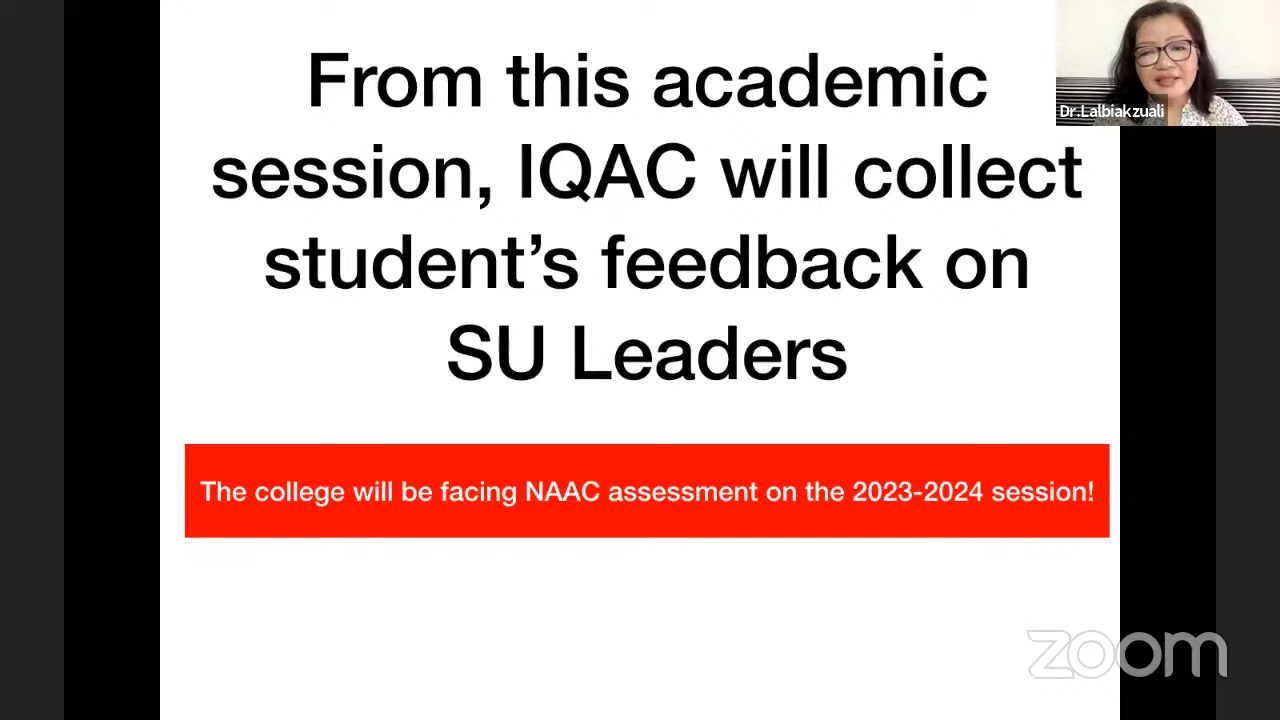 From this academic
session, IQAC will collect
student’s feedback on
SU Leaders
The college will be facing NAAC assessment on the 2023-2024 session!
Dr.Lalbiakzuali
zoom